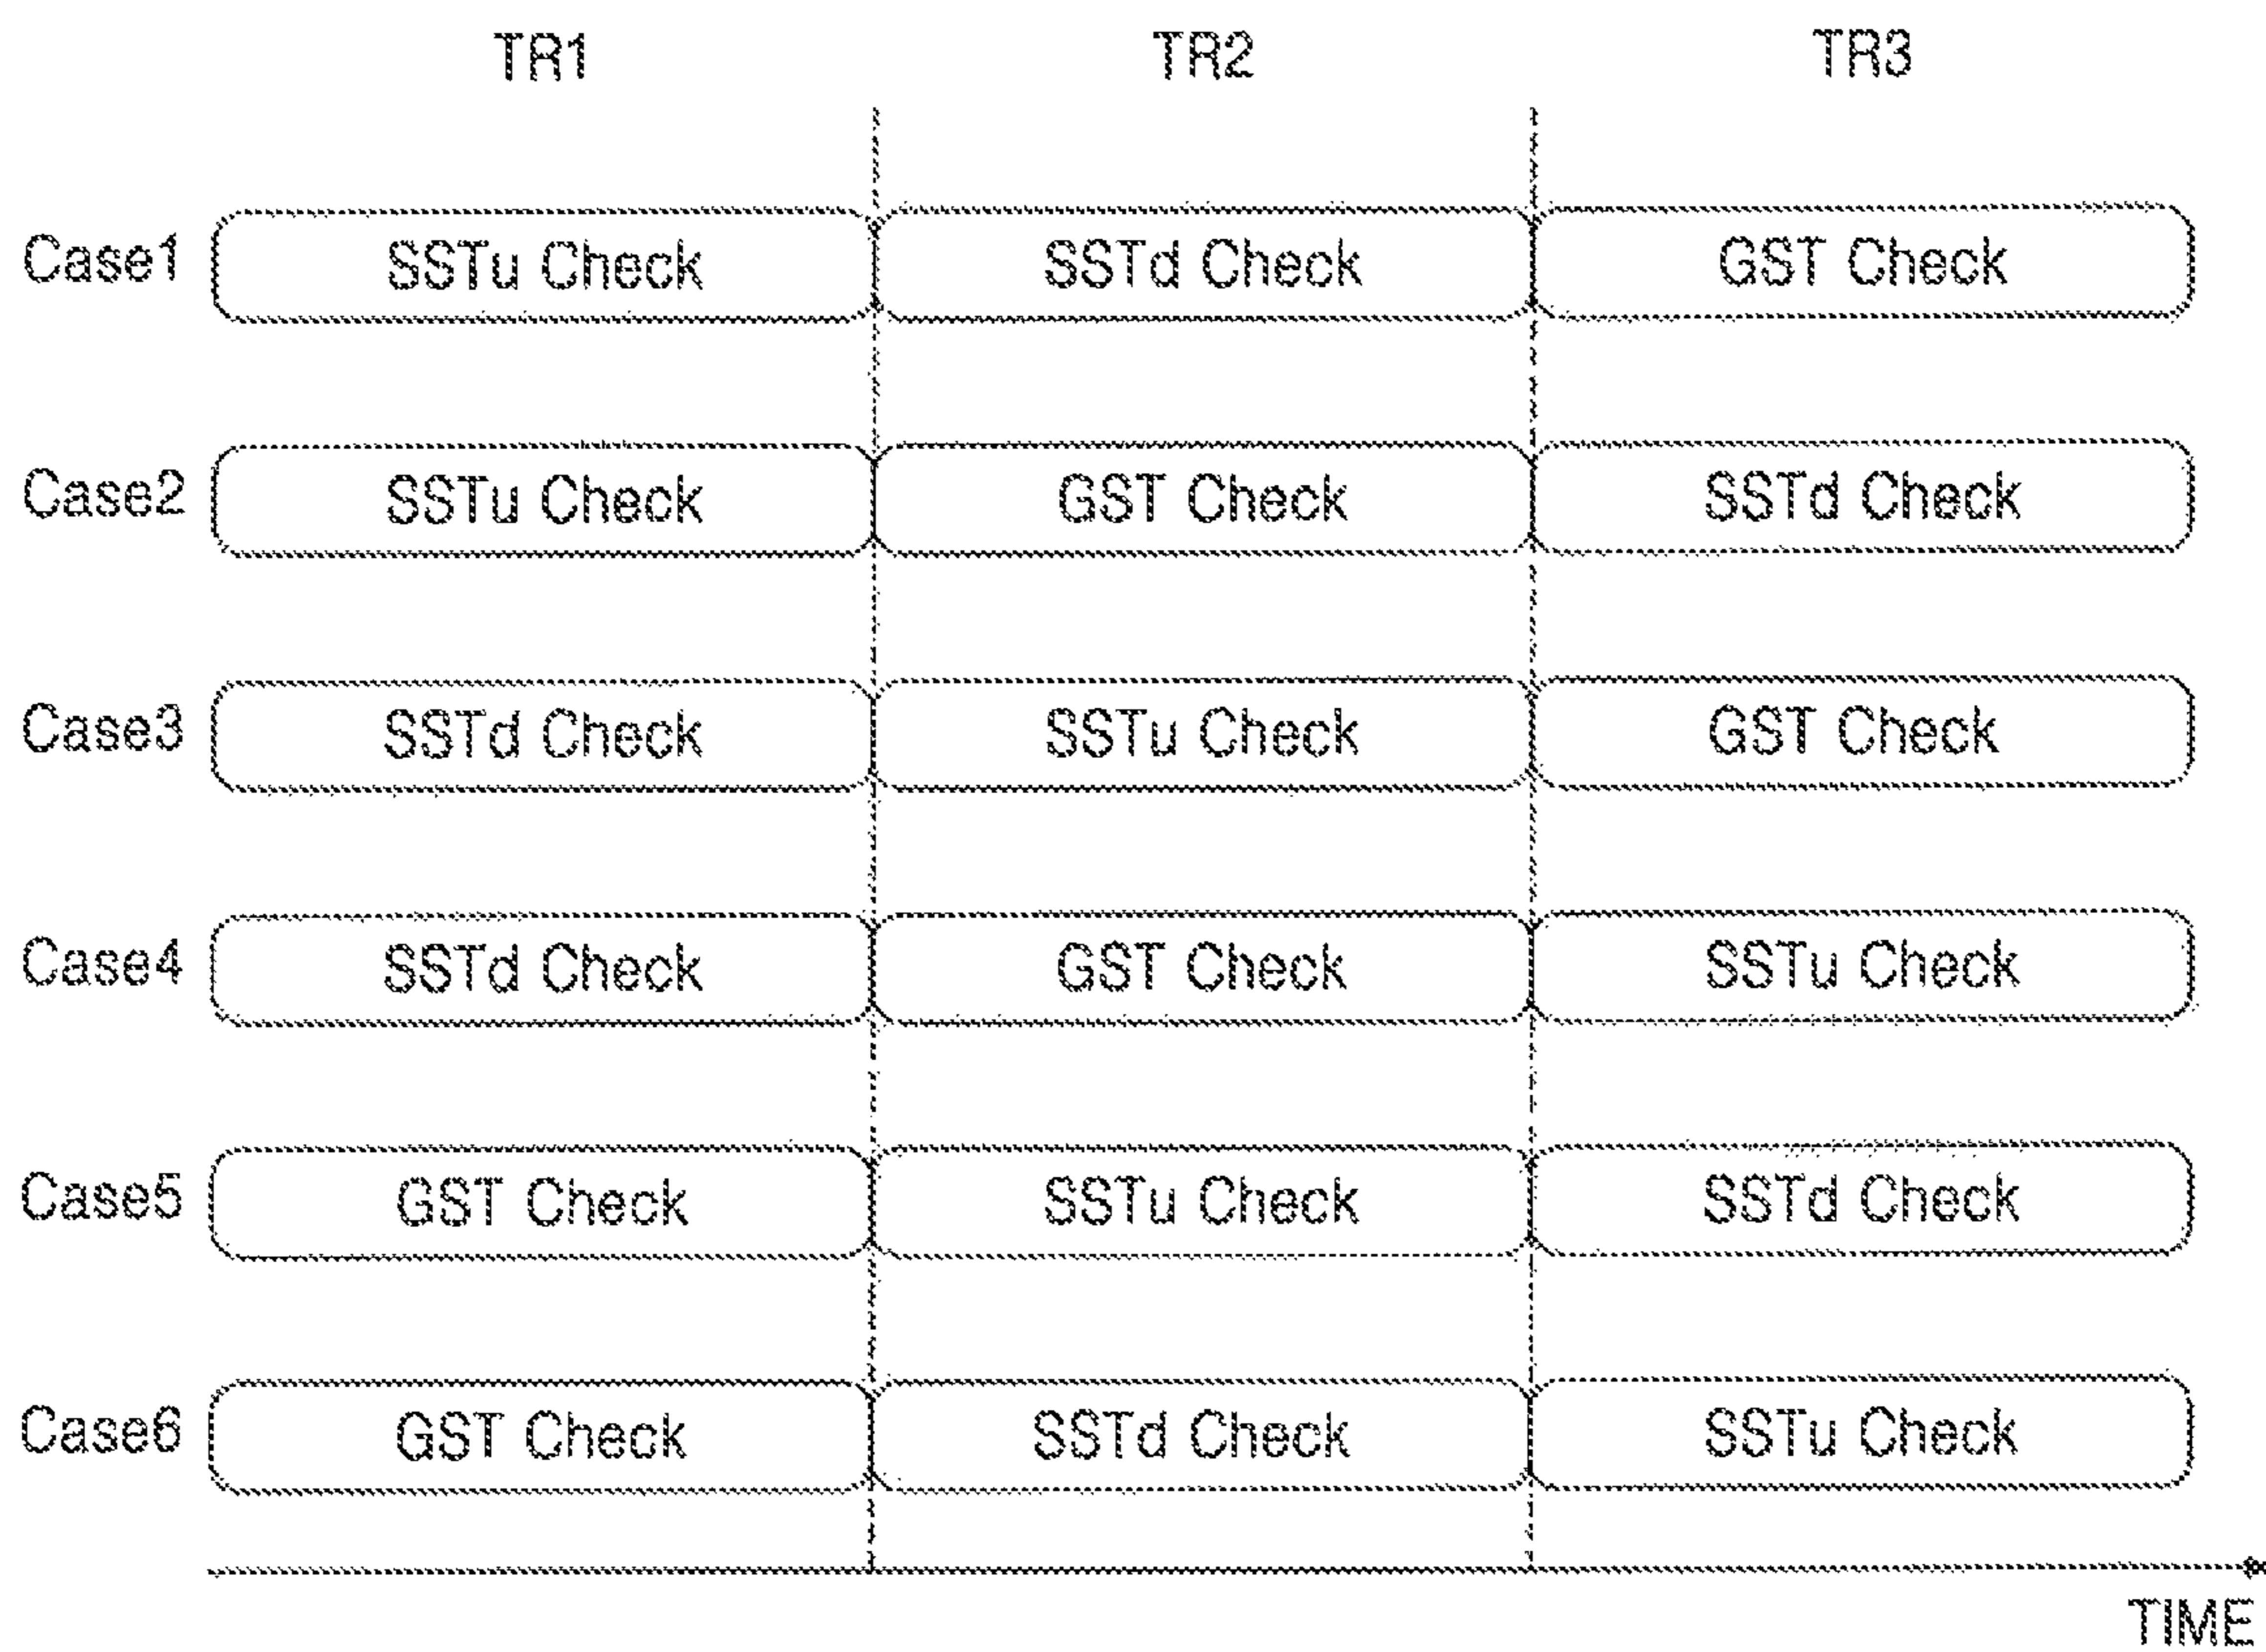 TR1 TR2 TR3
Case1 SSTu Check SSTd Check GST Check
Case2 SSTu Check GST Check SSTd Check
Case3 SSTd Check SSTu Check GST Check
Case4 SSTd Check GST Check SSTu Check
Case5 GST Check SSTu Check SSTd Check
Case6 GST Check SSTd Check SSTu Check
TIME